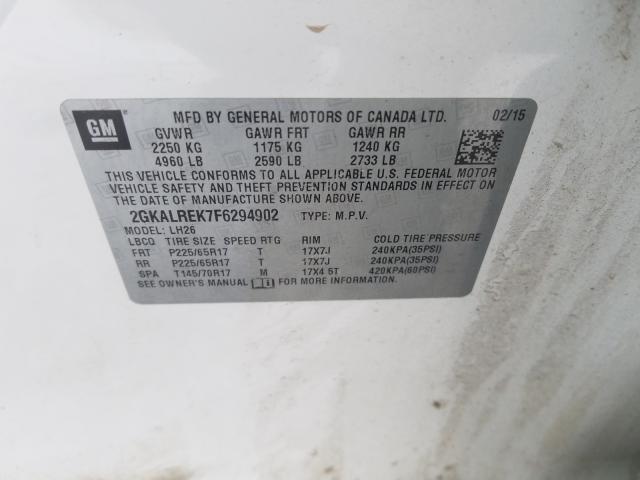 GM
MFD BY GENERAL MOTORS OF CANADA LTD. 02/15
GVWR GAWR FRT GAWR RR
2250 KG 1175 KG 1240 KG
4960 LB 2590 LB 2733 LB
THIS VEHICLE CONFORMS TO ALL APPLICABLE U.S. FEDERAL MOTOR
VEHICLE SAFETY AND THEFT PREVENTION STANDARDS IN EFFECT ON
THE DATE OF MANUFACTURE SHOWN ABOVE.
2GKALREK7F6294902 TYPE: M.P.V.
MODEL: LH26
LBCQ TIRE SIZE SPEED RTG RIM COLD TIRE PRESSURE
FRT P225/65R17 T 17X7J 240KPA(35PSI)
RR P225/65R17 T 17X7J 240KPA(35PSI)
SPA T145/70R17 M 17X4.5T 420KPA(60PSI)
SEE OWNER'S MANUAL FOR MORE INFORMATION.